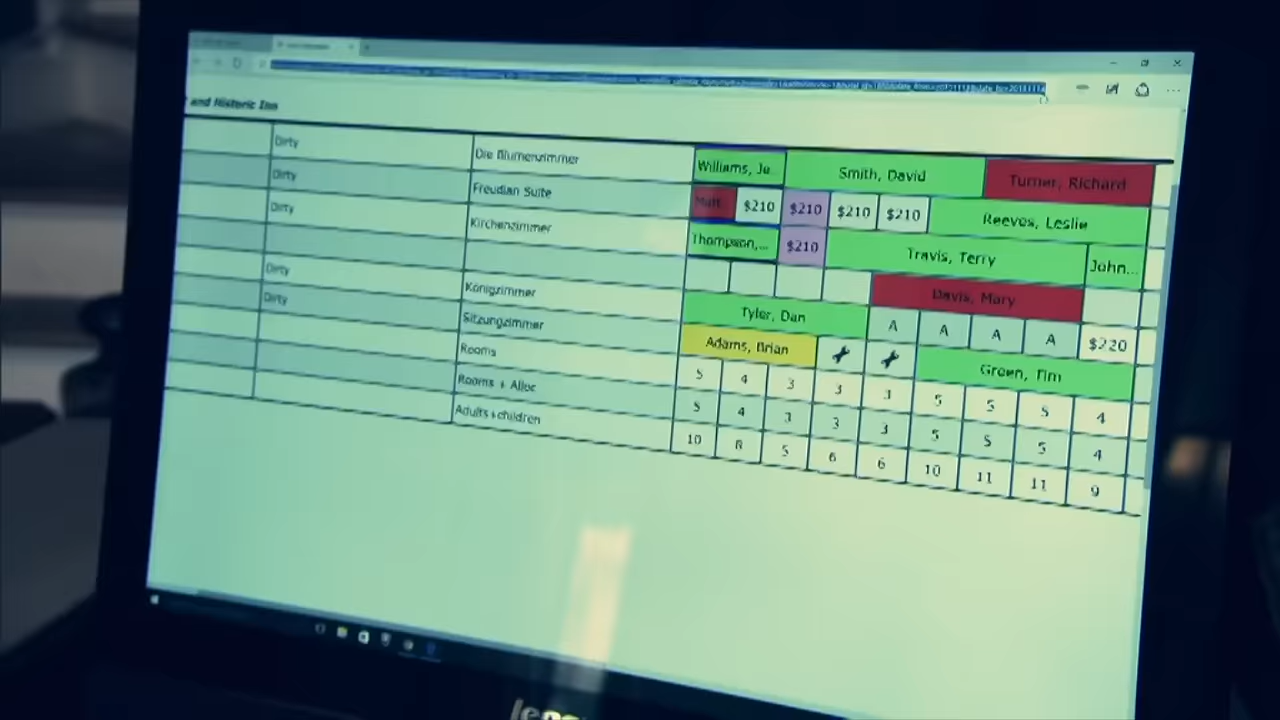 and Historic Inn
Dirty Die Blumenzimmer Williams, Je... Smith, David Turner, Richard
Dirty Freudian Suite $210 $210 $210 $210 Reeves, Leslie
Dirty Kirchenzimmer Thompson,... $210 Travis, Terry John...
Davis, Mary
Dirty Königzimmer Tyler, Dan A A A A $220
Dirty Sitzungzimmer Adams, Brian Green, Tim
Rooms 5 4 3 3 3 5 5 5 4
Rooms + Alloc 5 4 3 3 3 5 5 5 4
Adults+children 10 8 5 6 6 10 11 11 9